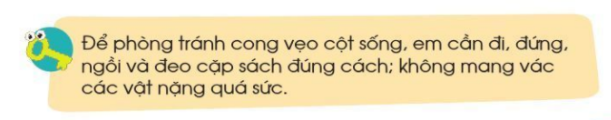 Để phòng tránh cong vẹo cột sống, em cần đi, đứng,
ngồi và đeo cặp sách đúng cách; không mang vác
các vật nặng quá sức.